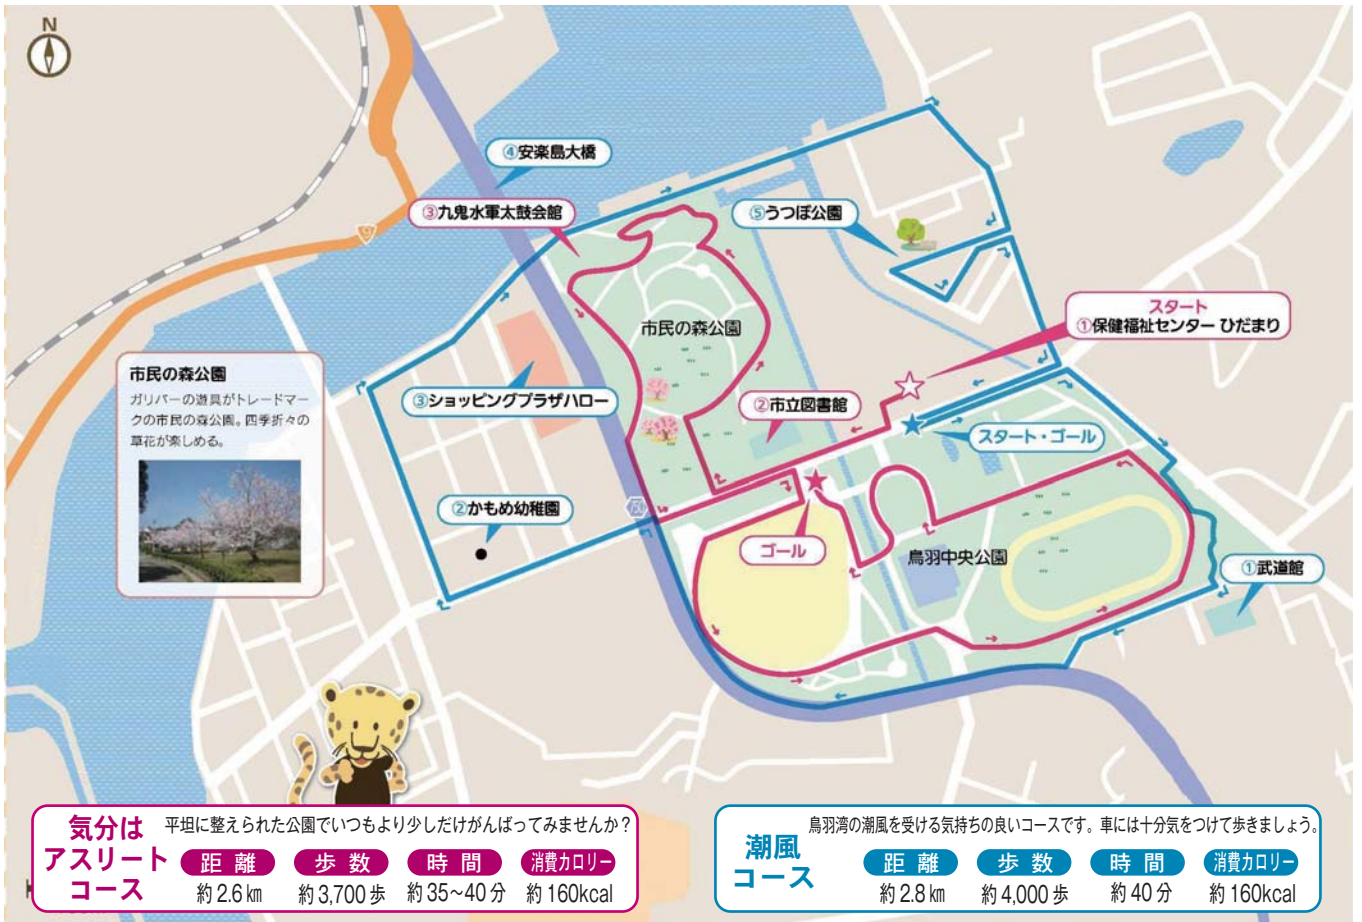 N
④安楽島大橋
③九鬼水軍太鼓会館
⑤うつぼ公園
スタート
①保健福祉センター ひだまり
市民の森公園
市民の森公園
ガリバーの遊具がトレードマー
クの市民の森公園。四季折々の
草花が楽しめる。
③ショッピングプラザハロー
②市立図書館
スタート・ゴール
②かもめ幼稚園
750
ゴール
鳥羽中央公園
①武道館
気分は
アスリート
コース
平坦に整えられた公園でいつもより少しだけがんばってみませんか?
距離 歩数 時間 消費カロリー
約2.6㎞ 約3,700歩 約35~40分 約160kcal
潮風
コース
鳥羽湾の潮風を受ける気持ちの良いコースです。車には十分気をつけて歩きましょう。
距離 歩数 時間 消費カロリー
約2.8㎞ 約4,000歩 約40分 約160kcal